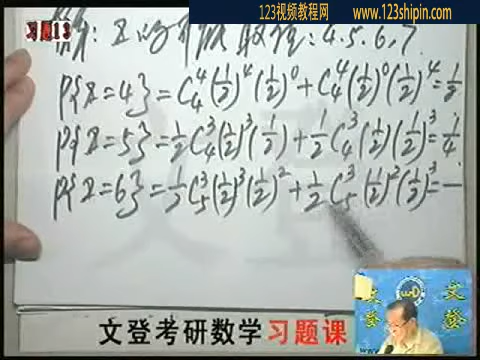 123视频教程网 www.123shipin.com
习题13
解: X的可能取值: 4.5.6.7.
P{X=4}=C₄⁴(1/2)⁴(1/2)⁰+C₄⁴(1/2)⁰(1/2)⁴=1/2
P{X=5}=1/2C₄³(1/2)³(1/2)+1/2C₄³(1/2)(1/2)³=1/4
P{X=6}=1/2C₅³(1/2)³(1/2)²+1/2C₅³(1/2)²(1/2)³=
文登考研数学习题课
文登
文登